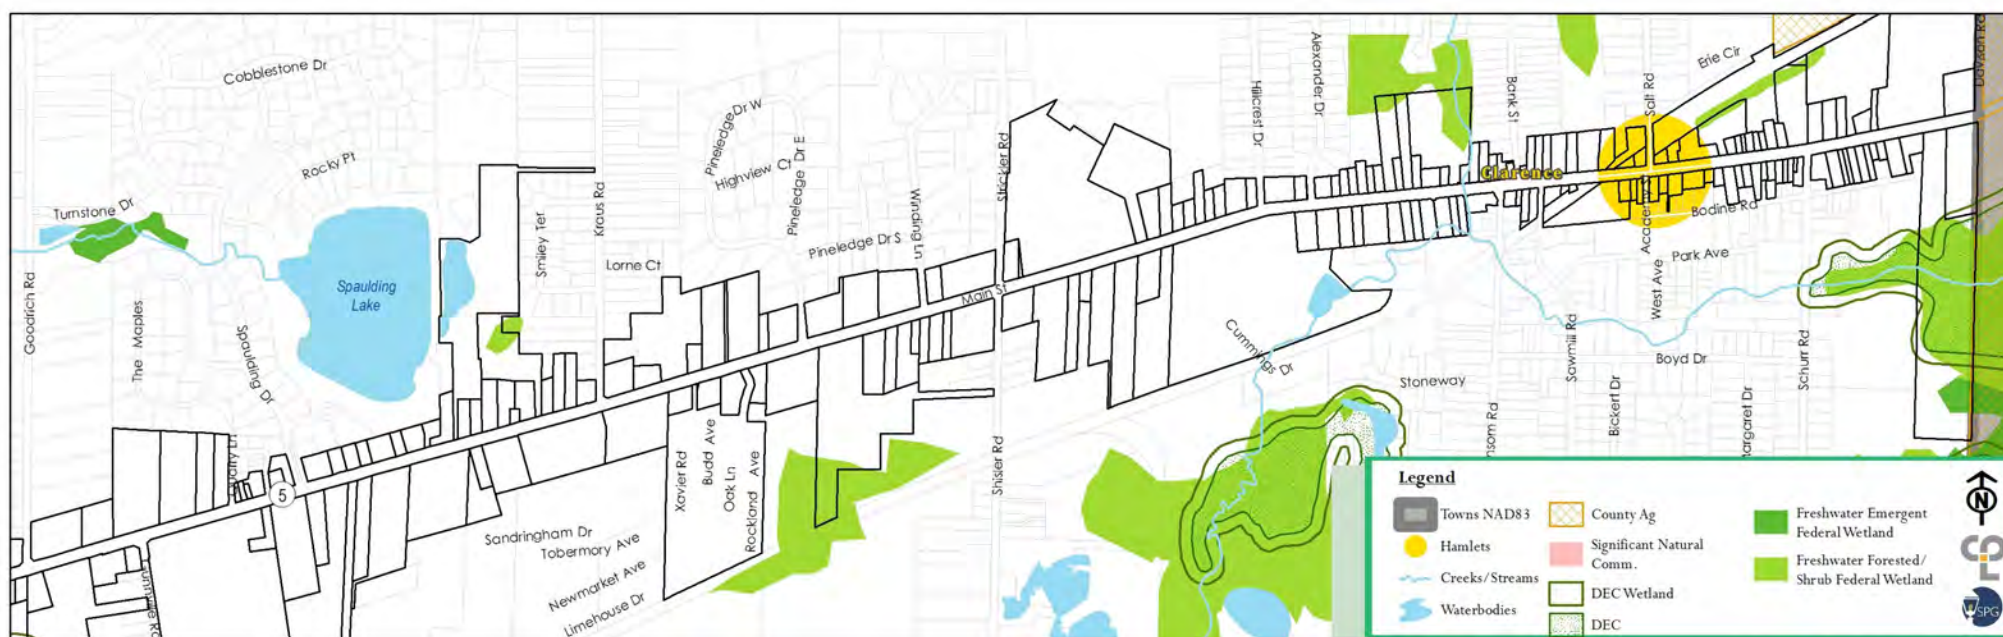 Cobblestone Dr
Rocky Pt
Turnstone Dr
Goodrich Rd
The Maples
Spaulding Dr
Spaulding
Lake
5
Smiley Ter
Kraus Rd
Lorne Ct
Pineledge Dr W
Highview Ct
Pineledge Dr E
Pineledge Dr S
Winding Ln
Main St
Strickler Rd
Shisler Rd
Xavier Rd
Budd Ave
Oak Ln
Rockland Ave
Sandringham Dr
Tobermory Ave
Newmarket Ave
Limehouse Dr
Hillcrest Dr
Alexander Dr
Bank St
Salt Rd
Erie Cir
Davison Rd
Clarence
Academy S
Bodine Rd
Park Ave
West Ave
Cummings Dr
Stoneway
Sawmill Rd
Boyd Dr
Bickert Dr
Schurr Rd
nsom Rd
Margaret Dr
Legend
Towns NAD83
Hamlets
Creeks/Streams
Waterbodies
County Ag
Significant Natural
Comm.
DEC Wetland
DEC
Freshwater Emergent
Federal Wetland
Freshwater Forested/
Shrub Federal Wetland
N
SPG